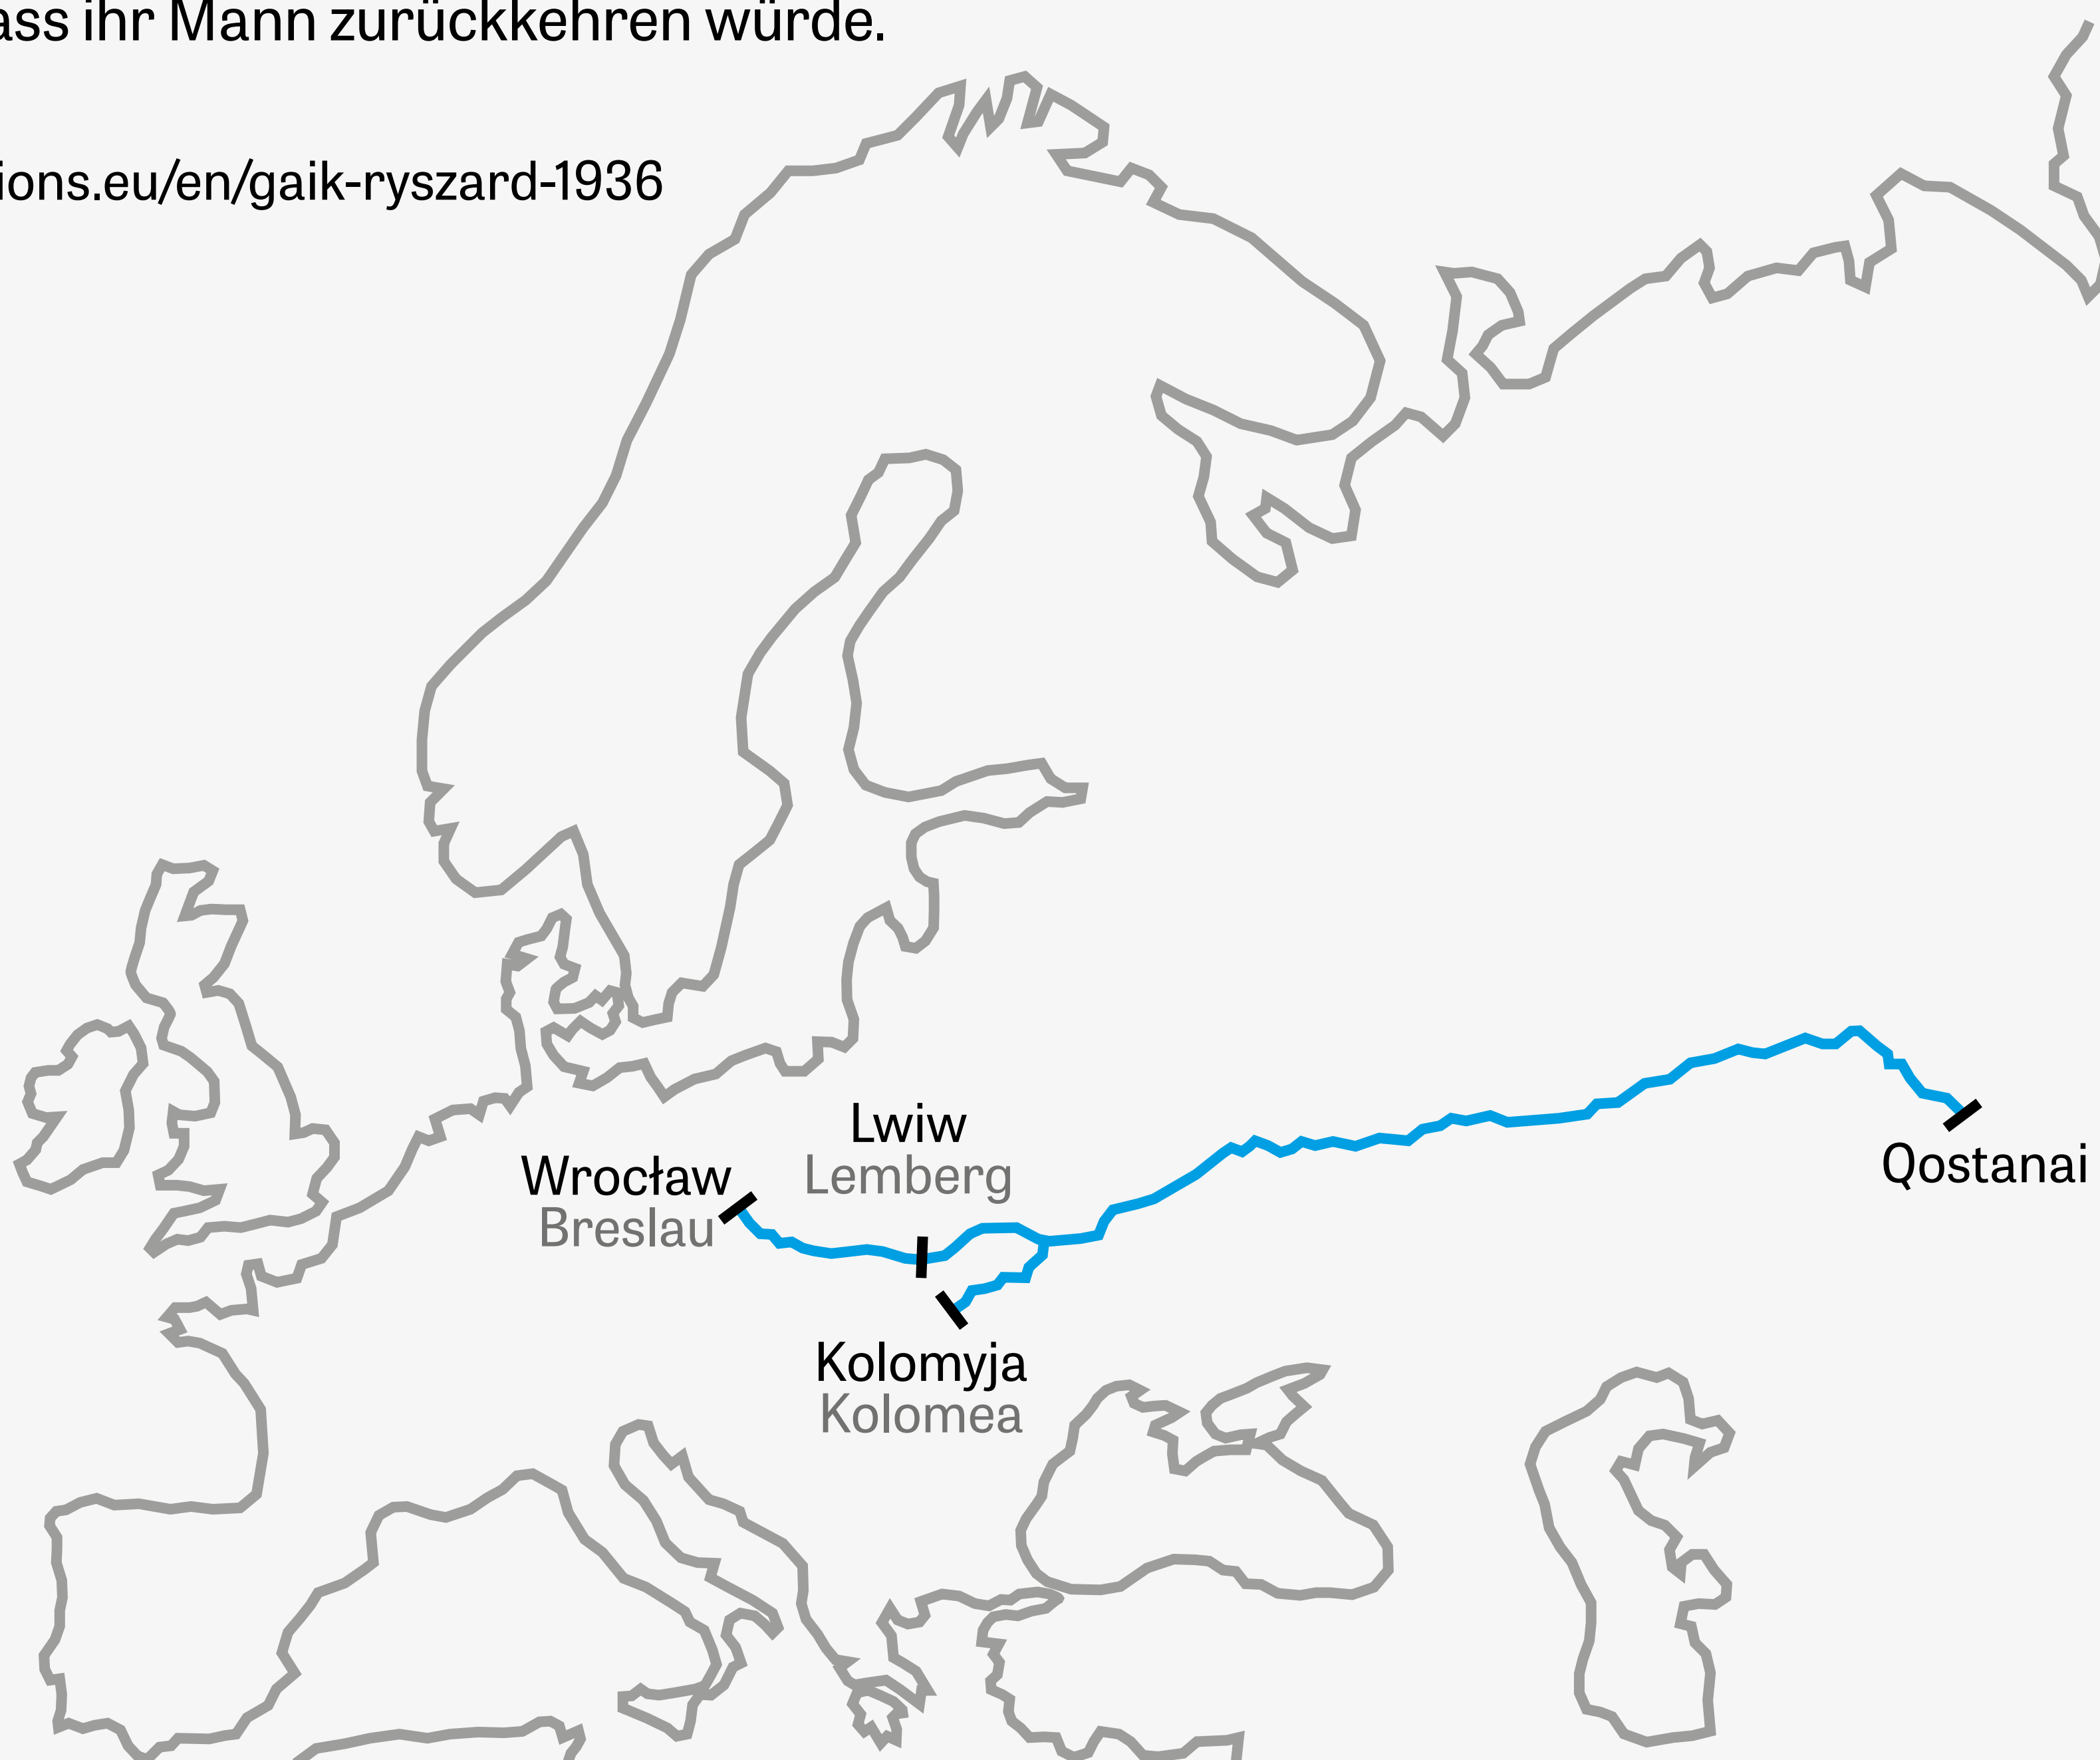 ass ihr Mann zurückkehren würde.
ions.eu/en/gaik-ryszard-1936
Lwiw
Lemberg
Wrocław
Breslau
Qostanai
Kolomyja
Kolomea